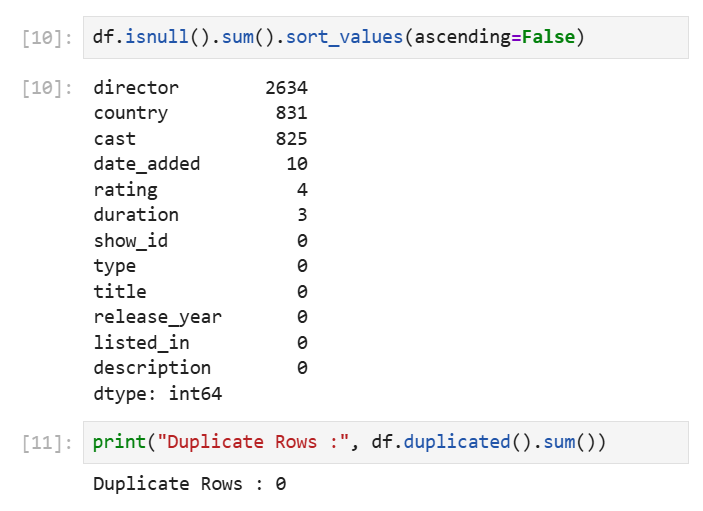 [10]: df.isnull().sum().sort_values(ascending=False)
[10]: director 2634
country 831
cast 825
date_added 10
rating 4
duration 3
show_id 0
type 0
title 0
release_year 0
listed_in 0
description 0
dtype: int64
[11]: print("Duplicate Rows :", df.duplicated().sum())
Duplicate Rows : 0